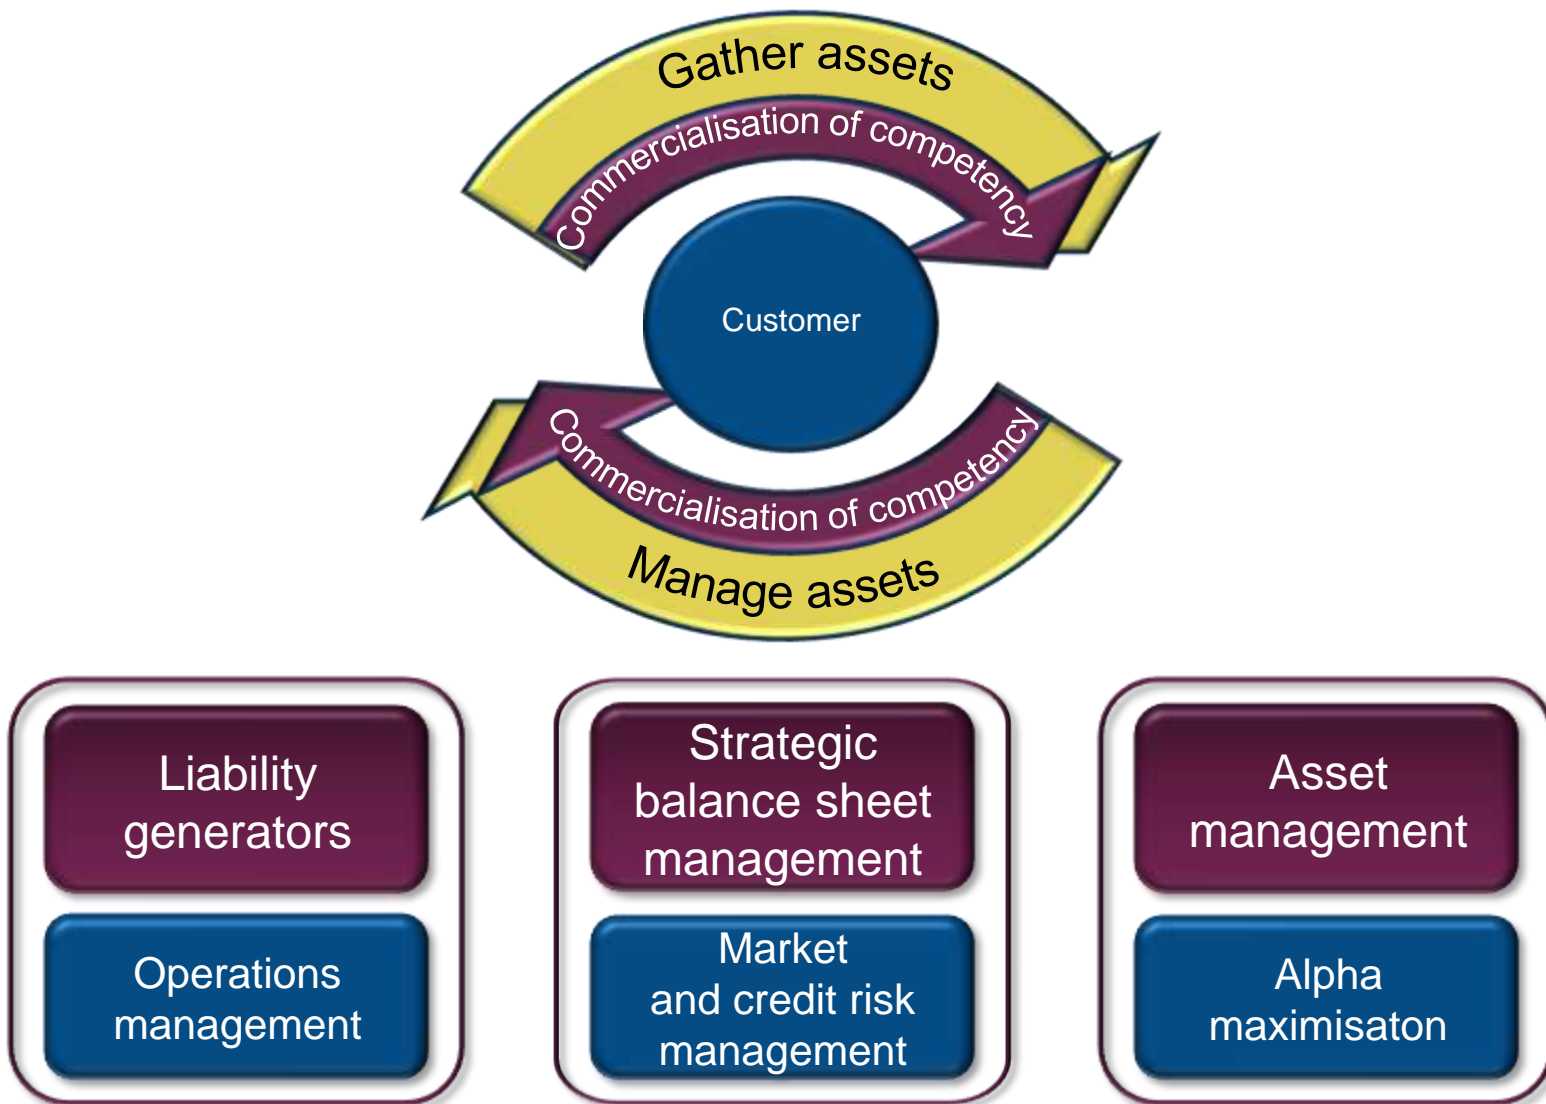 Gather assets
Commercialisation of competency
Customer
Commercialisation of competency
Manage assets
Liability
generators
Operations
management
Strategic
balance sheet
management
Market
and credit risk
management
Asset
management
Alpha
maximisaton